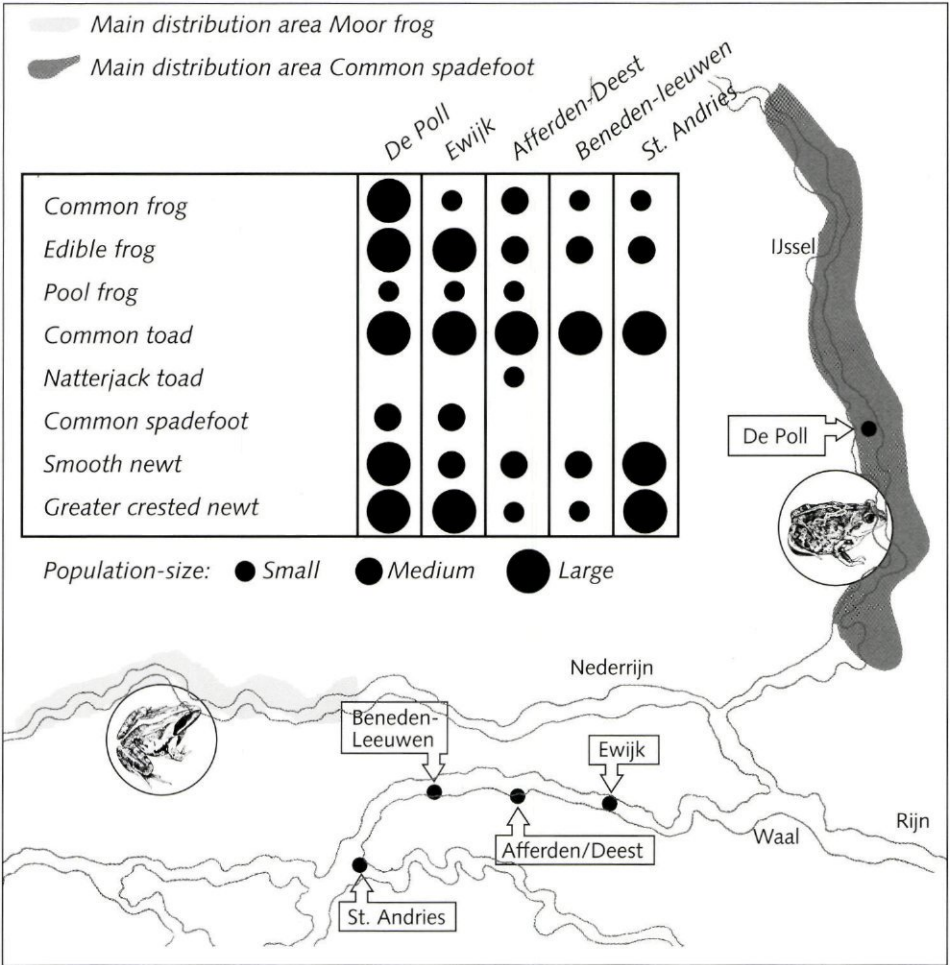 Main distribution area Moor frog
Main distribution area Common spadefoot
De Poll
Ewijk
Afferden-Deest
Beneden-leeuwen
St. Andries
Common frog
Edible frog
Pool frog
Common toad
Natterjack toad
Common spadefoot
Smooth newt
Greater crested newt
Population-size: Small Medium Large
IJssel
De Poll
Nederrijn
Beneden-
Leeuwen
Ewijk
Rijn
Waal
Afferden/Deest
St. Andries